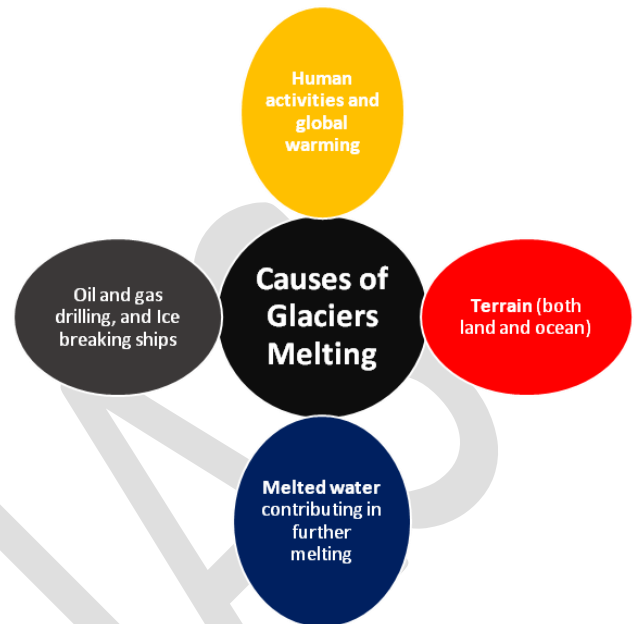 Human
activities and
global
warming
Causes of
Glaciers
Melting
Oil and gas
drilling, and Ice
breaking ships
Terrain (both
land and ocean)
Melted water
contributing in
further
melting